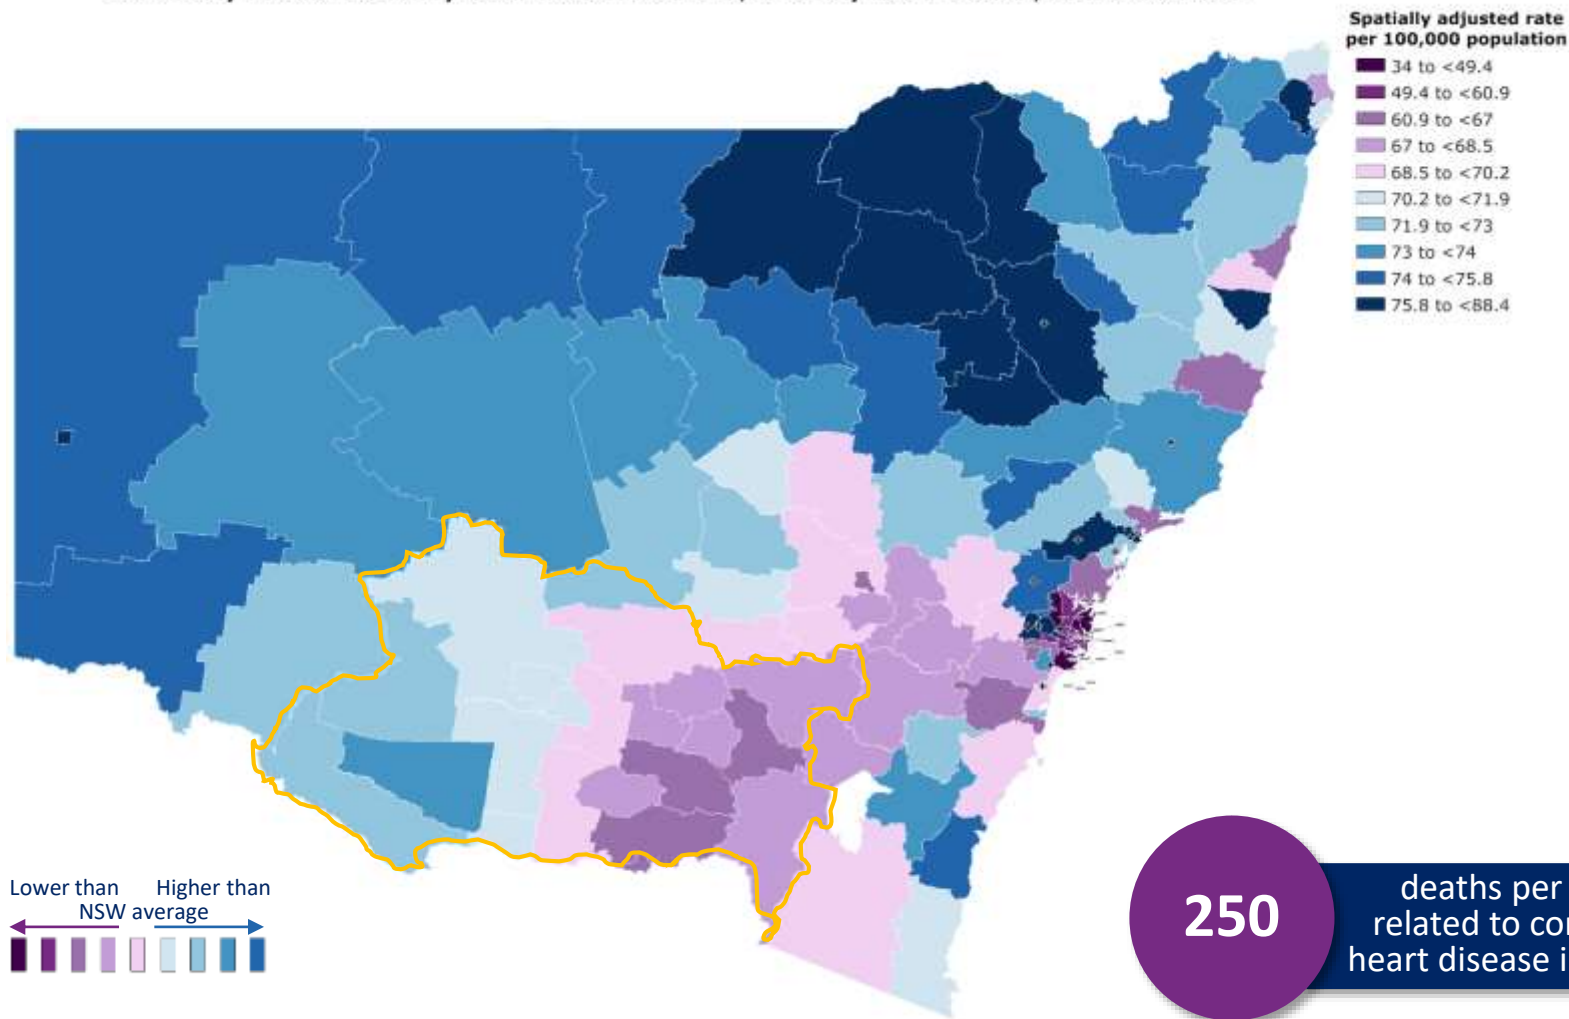 Spatially adjusted rate
per 100,000 population
34 to <49.4
49.4 to <60.9
60.9 to <67
67 to <68.5
68.5 to <70.2
70.2 to <71.9
71.9 to <73
73 to <74
74 to <75.8
75.8 to <88.4
Lower than Higher than
NSW average
250
deaths per
related to
heart disease